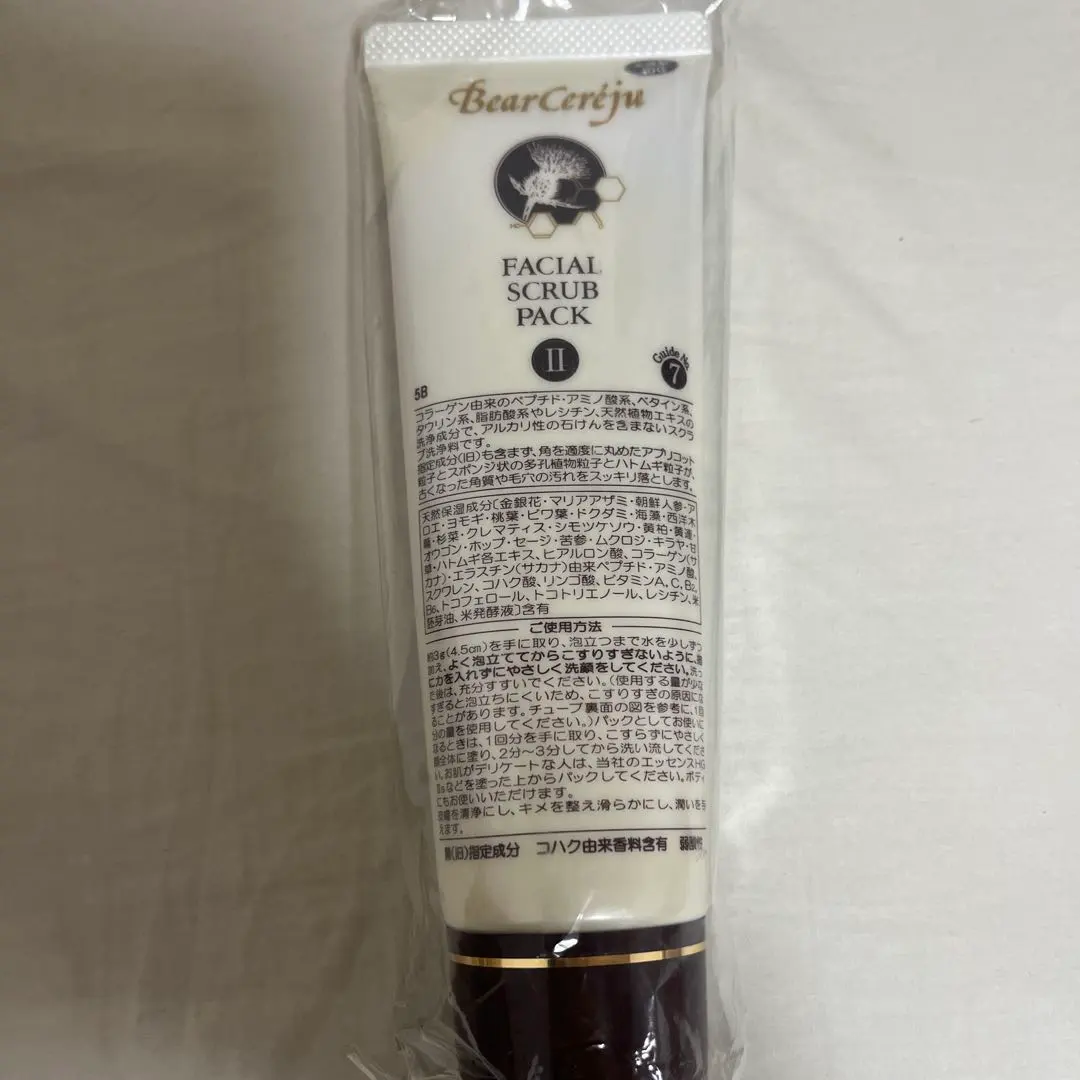 BearCeréju
FACIAL
SCRUB
PACK
II
Guide No.
7
5B
コラーゲン由来のペプチド・アミノ酸系、ベタイン系、
タウリン系、脂肪酸系やレシチン、天然植物エキスの
洗浄成分で、アルカリ性の石けんを含まないスクラ
ブ洗浄料です。
指定成分(旧)も含まず、角を適度に丸めたアプリコット
粒子とスポンジ状の多孔植物粒子とハトムギ粒子が、
古くなった角質や毛穴の汚れをスッキリ落とします。
天然保湿成分〔金銀花・マリアアザミ・朝鮮人参・ア
ロエ・ヨモギ・桃葉・ビワ葉・ドクダミ・海藻・西洋木
蔦・杉菜・クレマティス・シモツケソウ・黄柏・黄連・
オウゴン・ホップ・セージ・苦参・ムクロジ・キラヤ・甘
草・ハトムギ各エキス、ヒアルロン酸、コラーゲン(サ
カナ)・エラスチン(サカナ)由来ペプチド・アミノ酸、
スクワレン、コハク酸、リンゴ酸、ビタミンA、C、B2、
B6、トコフェロール、トコトリエノール、レシチン、米
胚芽油、米発酵液〕含有
ご使用方法
約3g(4.5cm)を手に取り、泡立つまで水を少しずつ
加え、よく泡立ててからこすりすぎないように、
に力を入れずにやさしく洗顔をしてください。洗っ
た後は、充分すすいでください。(使用する量が少な
すぎると泡立ちにくいため、こすりすぎの原因にな
ることがあります。チューブ裏面の図を参考に、1回
分の量を使用してください。)パックとしてお使いに
なるときは、1回分を手に取り、こすらずにやさしく
顔全体に塗り、2分～3分してから洗い流してくださ
い。お肌がデリケートな人は、当社のエッセンスHG
IIsなどを塗った上からパックしてください。ボディ
にもお使いいただけます。
皮膚を清浄にし、キメを整え滑らかにし、潤いを与
えます。
無(旧)指定成分 コハク由来香料含有 弱酸性